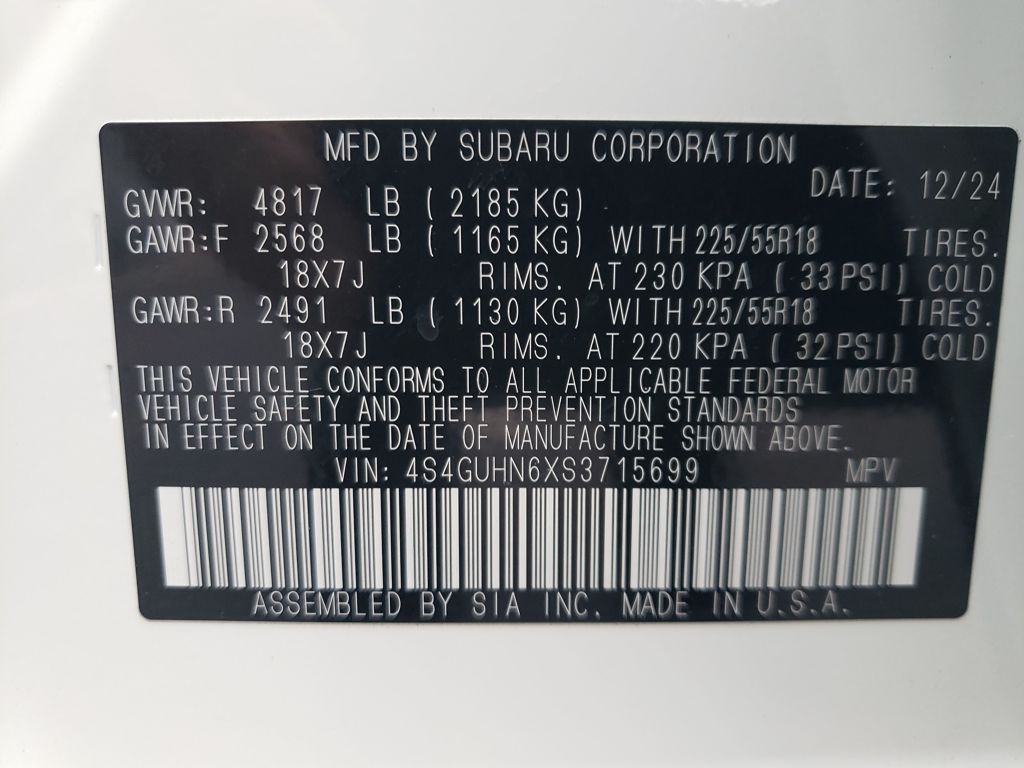 MFD BY SUBARU CORPORATION
DATE: 12/24
GVWR: 4817 LB ( 2185 KG)
GAWR:F 2568 LB ( 1165 KG) WITH 225/55R18 TIRES.
18X7J RIMS. AT 230 KPA ( 33 PSI) COLD
GAWR:R 2491 LB ( 1130 KG) WITH 225/55R18 TIRES.
18X7J RIMS. AT 220 KPA ( 32 PSI) COLD
THIS VEHICLE CONFORMS TO ALL APPLICABLE FEDERAL MOTOR
VEHICLE SAFETY AND THEFT PREVENTION STANDARDS
IN EFFECT ON THE DATE OF MANUFACTURE SHOWN ABOVE.
VIN: 4S4GUHN6XS3715699 MPV
ASSEMBLED BY SIA INC. MADE IN U.S.A.